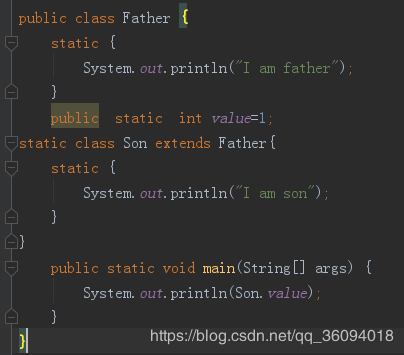 public class Father {
    static {
        System.out.println("I am father");
    }
    public  static  int value=1;
static class Son extends Father{
    static {
        System.out.println("I am son");
    }
}
    public static void main(String[] args) {
        System.out.println(Son.value);
    }
}
https://blog.csdn.net/qq_36094018